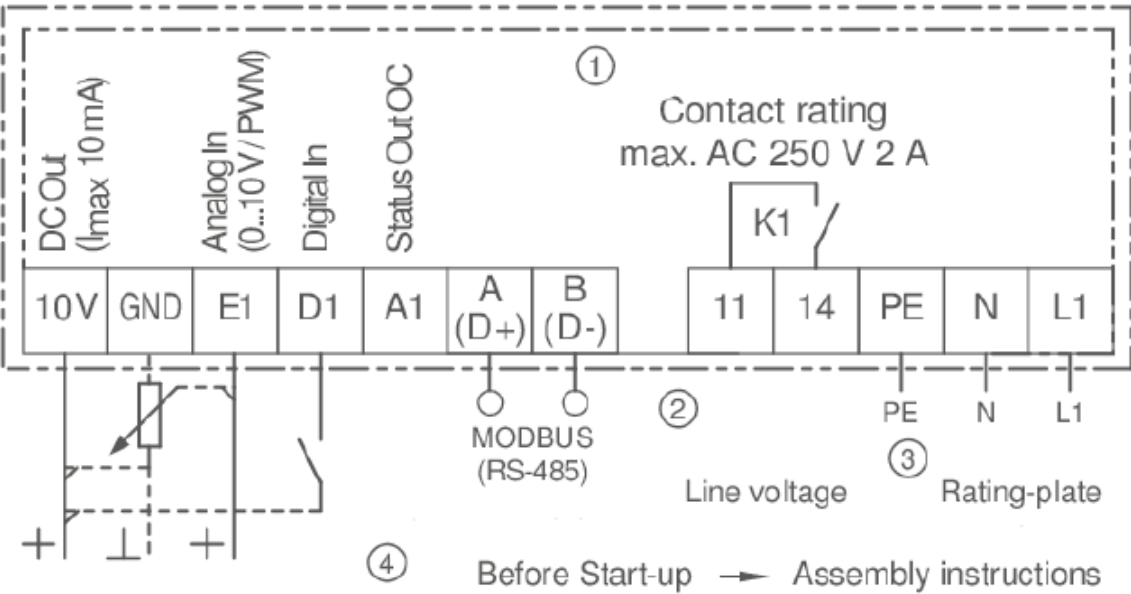 ①
Contact rating
max. AC 250 V 2 A
DC Out
(Imax 10 mA)
Analog In
(0...10 V / PWM)
Digital In
Status Out OC
K1
10V GND E1 D1 A1 A (D+) B (D-) 11 14 PE N L1
MODBUS
(RS-485)
②
PE N L1
③
Line voltage Rating-plate
+ ⊥ +
④
Before Start-up → Assembly instructions